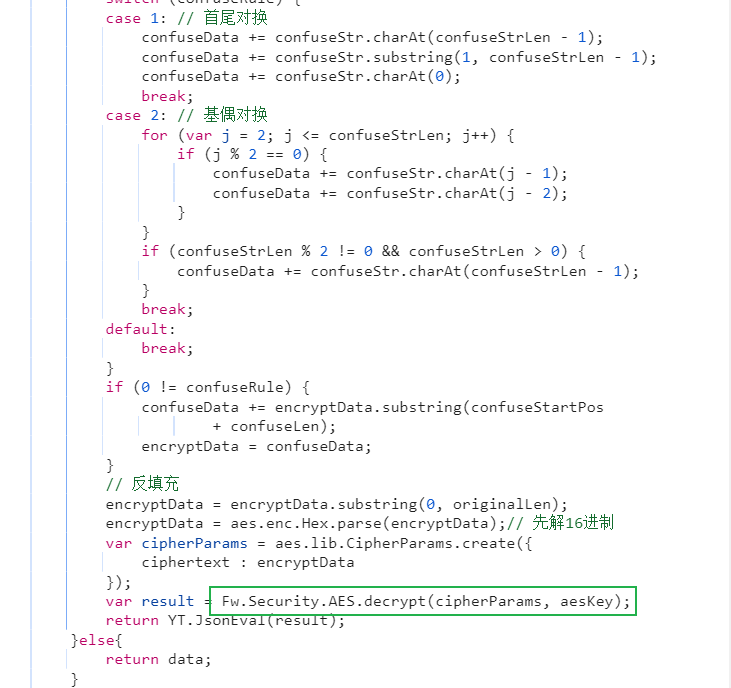 switch (confuseRule) {
case 1: // 首尾对换
confuseData += confuseStr.charAt(confuseStrLen - 1);
confuseData += confuseStr.substring(1, confuseStrLen - 1);
confuseData += confuseStr.charAt(0);
break;
case 2: // 基偶对换
for (var j = 2; j <= confuseStrLen; j++) {
if (j % 2 == 0) {
confuseData += confuseStr.charAt(j - 1);
confuseData += confuseStr.charAt(j - 2);
}
}
if (confuseStrLen % 2 != 0 && confuseStrLen > 0) {
confuseData += confuseStr.charAt(confuseStrLen - 1);
}
break;
default:
break;
}
if (0 != confuseRule) {
confuseData += encryptData.substring(confuseStartPos
+ confuseLen);
encryptData = confuseData;
}
// 反填充
encryptData = encryptData.substring(0, originalLen);
encryptData = aes.enc.Hex.parse(encryptData);// 先解16进制
var cipherParams = aes.lib.CipherParams.create({
ciphertext : encryptData
});
var result = Fw.Security.AES.decrypt(cipherParams, aesKey);
return YT.JsonEval(result);
}else{
return data;
}